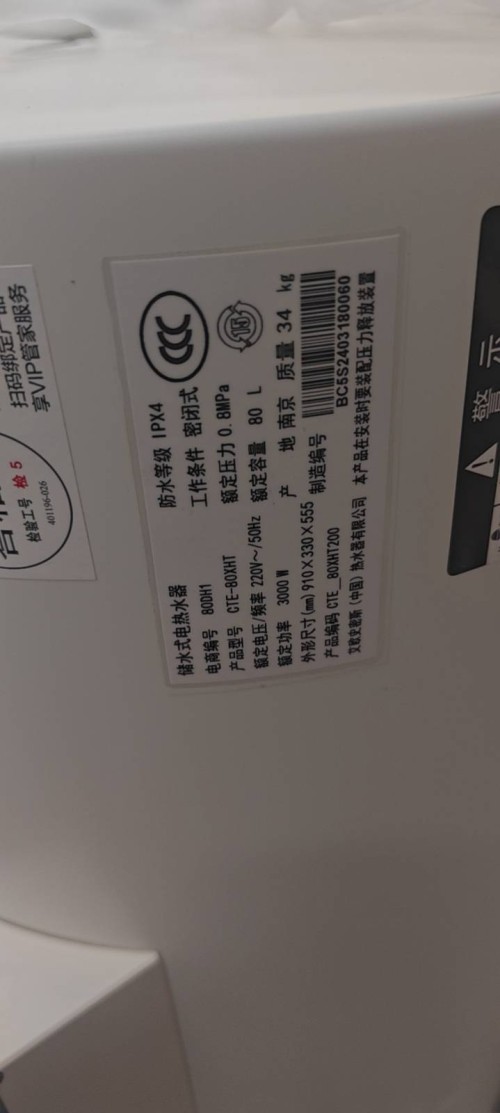 储水式电热水器
电商编号 80DH1
产品型号 CTE-80XHT
额定电压/频率 220V～/50Hz
额定功率 3000W
外形尺寸(mm) 910×330×555
产品编码 CTE_80XHT200
艾欧史密斯（中国）热水器有限公司
防水等级 IPX4
工作条件 密闭式
额定压力 0.8MPa
额定容量 80 L
产 地 南京 质量 34 kg
制造编号
BC5S2403180060
本产品在安装时要装配压力释放装置
CCC
15
扫码绑定产品
享VIP管家服务
检验工号 检 5
401196-026
警示